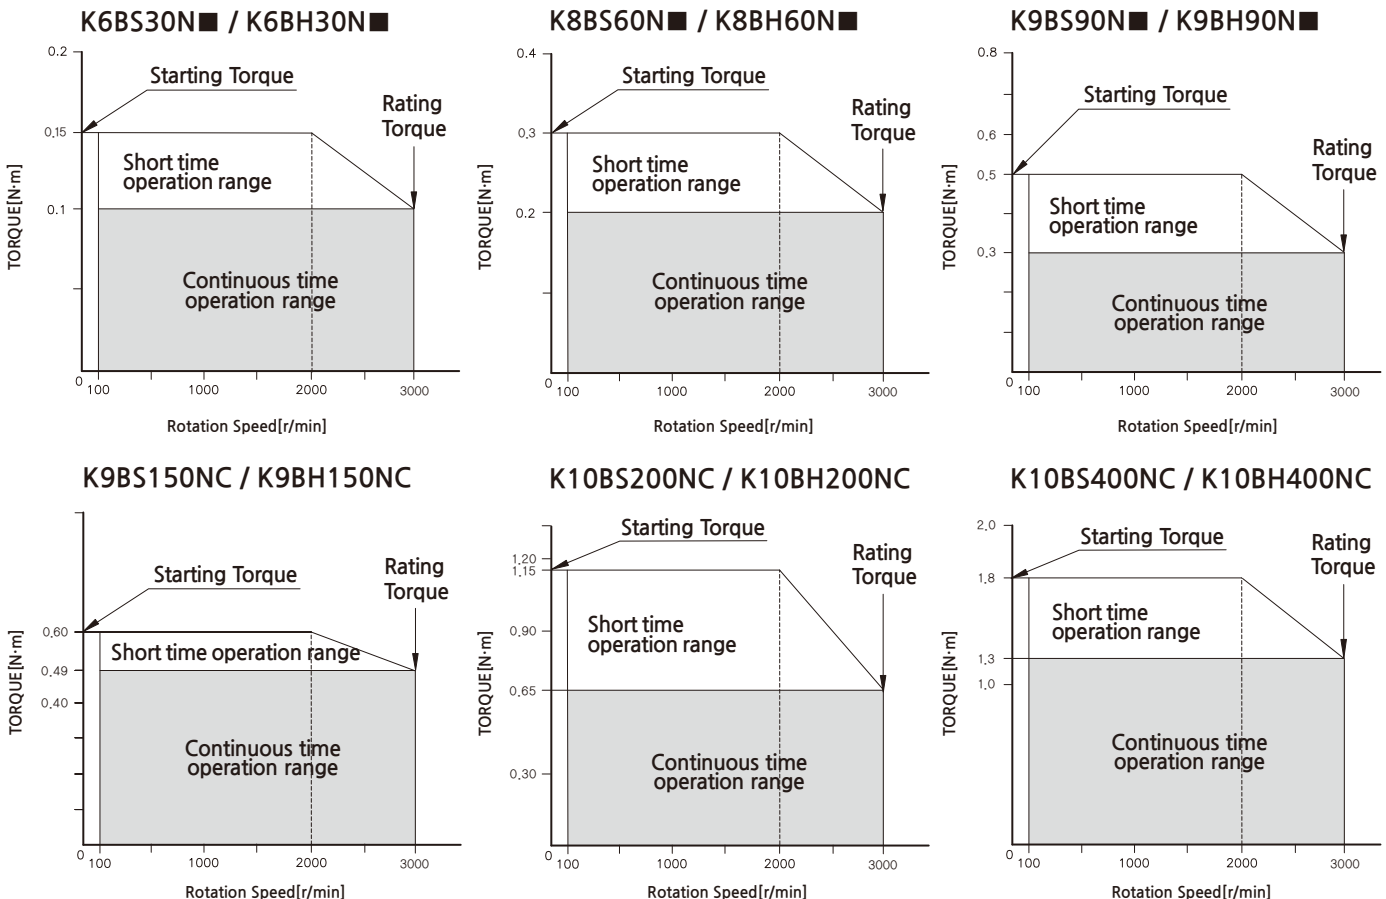 K6BS30N■ / K6BH30N■
0.2
Starting Torque
Rating
Torque
0.15
Short time
operation range
0.1
TORQUE[N·m]
Continuous time
operation range
0
100
1000
2000
3000
Rotation Speed[r/min]
K8BS60N■ / K8BH60N■
0.4
Starting Torque
Rating
Torque
0.3
Short time
operation range
0.2
TORQUE[N·m]
Continuous time
operation range
0
100
1000
2000
3000
Rotation Speed[r/min]
K9BS90N■ / K9BH90N■
0.8
Starting Torque
0.6
Rating
Torque
0.5
Short time
operation range
0.3
TORQUE[N·m]
Continuous time
operation range
0
100
1000
2000
3000
Rotation Speed[r/min]
K9BS150NC / K9BH150NC
Starting Torque
Rating
Torque
0.60
Short time operation range
0.49
0.40
TORQUE[N·m]
Continuous time
operation range
0
100
1000
2000
3000
Rotation Speed[r/min]
K10BS200NC / K10BH200NC
Starting Torque
1.20
1.15
Rating
Torque
0.90
Short time
operation range
0.65
TORQUE[N·m]
Continuous time
operation range
0.30
0
100
1000
2000
3000
Rotation Speed[r/min]
K10BS400NC / K10BH400NC
2.0
Starting Torque
Rating
Torque
1.8
Short time
operation range
1.3
1.0
TORQUE[N·m]
Continuous time
operation range
0
100
1000
2000
3000
Rotation Speed[r/min]